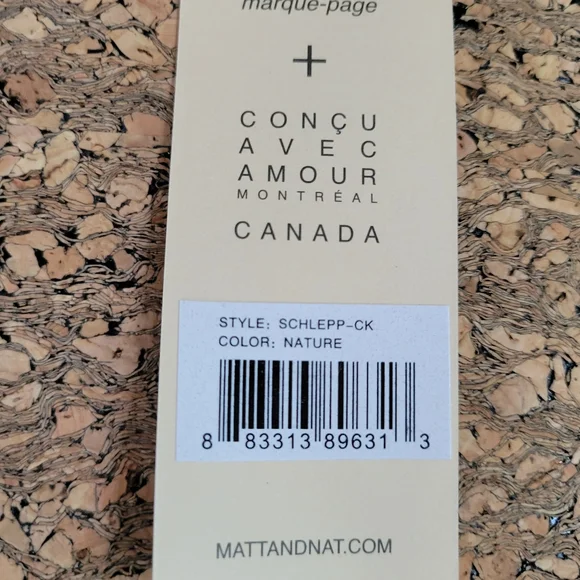 marque-page
+
CONÇU
AVEC
AMOUR
MONTRÉAL
CANADA
STYLE: SCHLEPP-CK
COLOR: NATURE
8 83313 89631 3
MATTANDNAT.COM